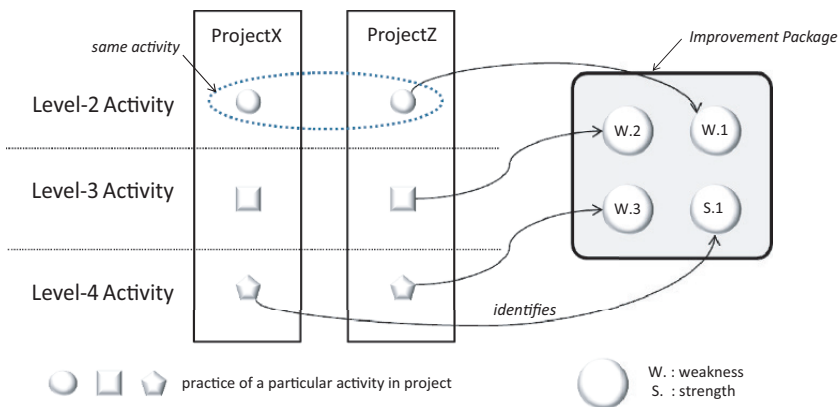 ProjectX
ProjectZ
same activity
Improvement Package
Level-2 Activity
W.2
W.1
Level-3 Activity
W.3
S.1
Level-4 Activity
identifies
practice of a particular activity in project
W. : weakness
S. : strength